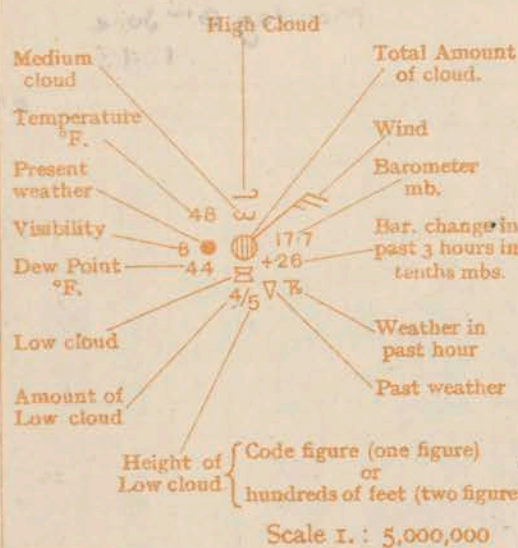 High Cloud
Medium cloud
Total Amount of cloud.
Temperature °F.
Wind
Present weather
Barometer mb.
48
Visibility
8
17.7
Bar. change in past 3 hours in tenths mbs.
Dew Point °F.
44
+26
4/5
Low cloud
Weather in past hour
Amount of Low cloud
Past weather
Height of Low cloud
Code figure (one figure)
or
hundreds of feet (two figure
Scale 1. : 5,000,000